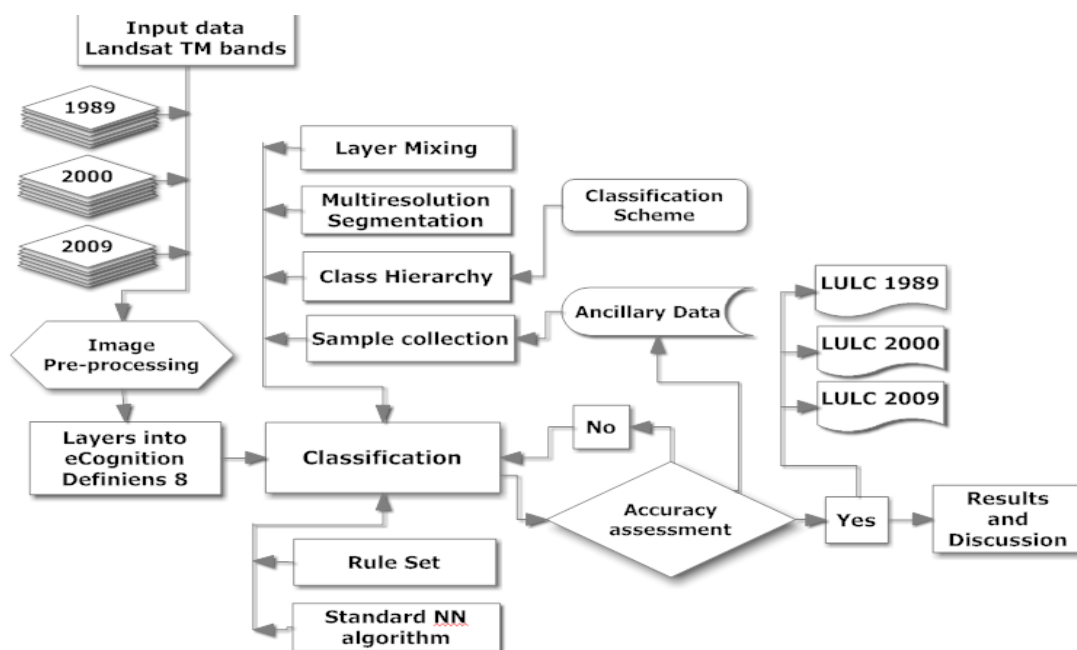 Input data
Landsat TM bands
1989
2000
2009
Image
Pre-processing
Layers into
eCognition
Definiens 8
Layer Mixing
Multiresolution
Segmentation
Class Hierarchy
Sample collection
Classification
Scheme
Ancillary Data
Classification
No
Accuracy
assessment
Rule Set
Standard NN
algorithm
LULC 1989
LULC 2000
LULC 2009
Yes
Results
and
Discussion